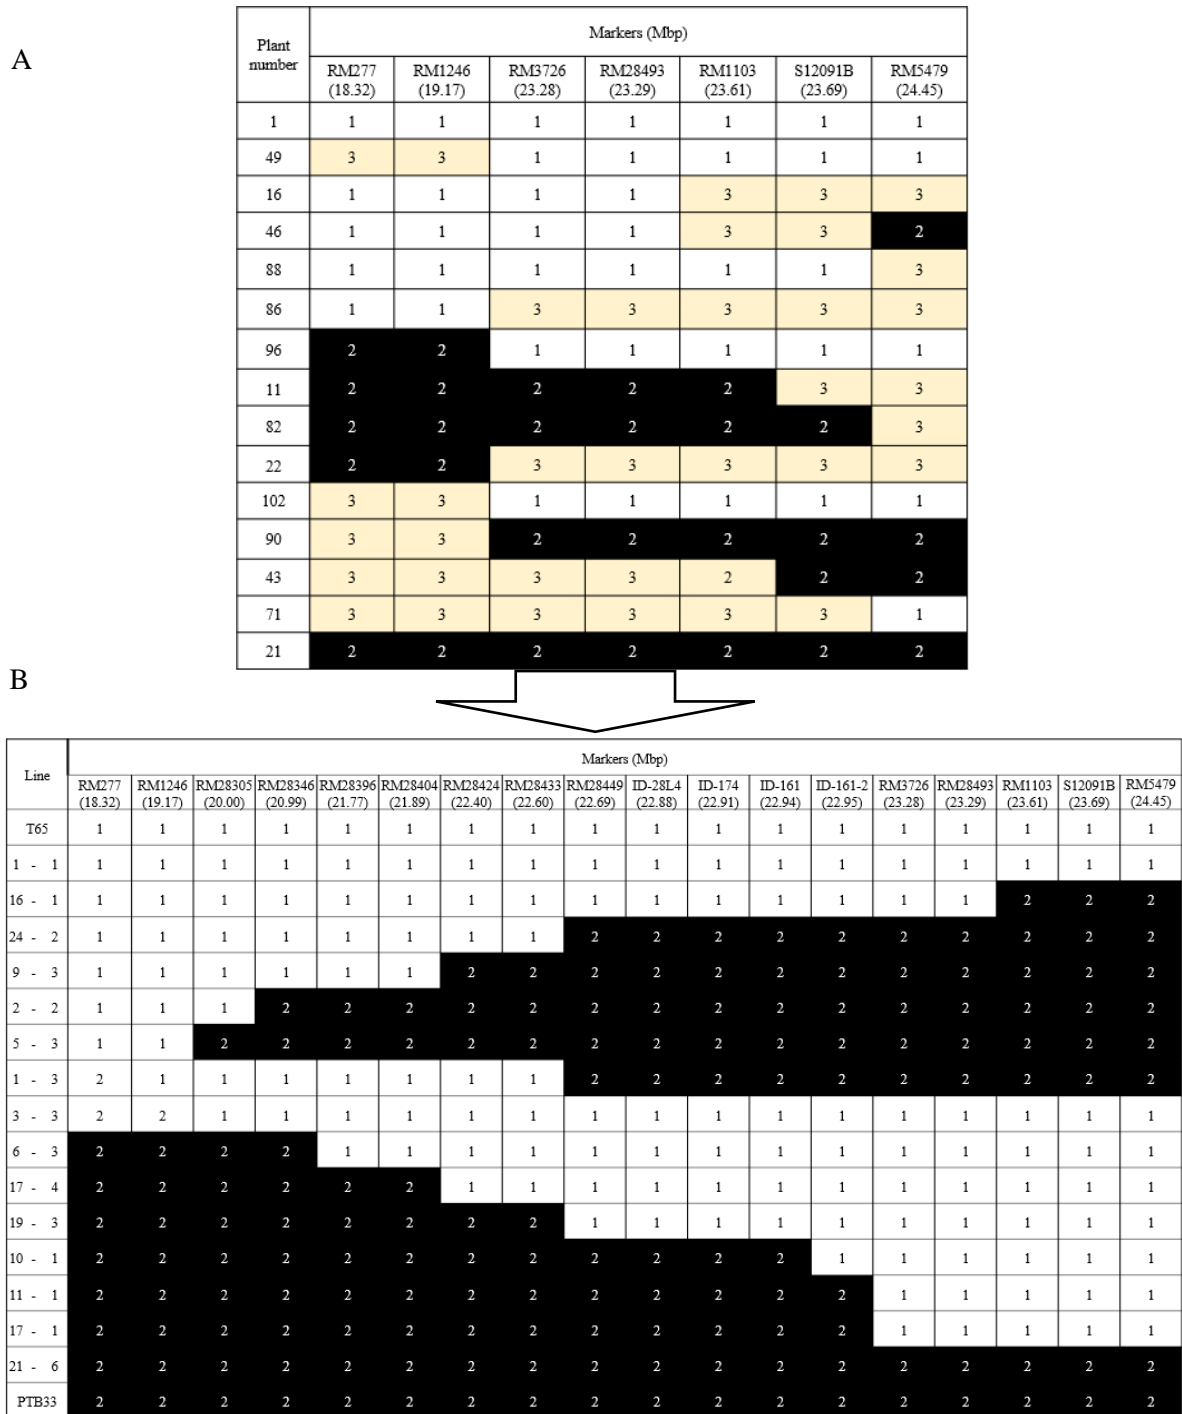 A
Plant number Markers (Mbp)
RM277 (18.32) RM1246 (19.17) RM3726 (23.28) RM28493 (23.29) RM1103 (23.61) S12091B (23.69) RM5479 (24.45)
1 1 1 1 1 1 1 1
49 3 3 1 1 1 1 1
16 1 1 1 1 3 3 3
46 1 1 1 1 3 3 2
88 1 1 1 1 1 1 3
86 1 1 3 3 3 3 3
96 2 2 1 1 1 1 1
11 2 2 2 2 2 3 3
82 2 2 2 2 2 2 3
22 2 2 3 3 3 3 3
102 3 3 1 1 1 1 1
90 3 3 2 2 2 2 2
43 3 3 3 3 2 2 2
71 3 3 3 3 3 3 1
21 2 2 2 2 2 2 2
B
Line Markers (Mbp)
RM277 (18.32) RM1246 (19.17) RM28305 (20.00) RM28346 (20.99) RM28396 (21.77) RM28404 (21.89) RM28424 (22.40) RM28433 (22.60) RM28449 (22.69) ID-28L4 (22.88) ID-174 (22.91) ID-161 (22.94) ID-161-2 (22.95) RM3726 (23.28) RM28493 (23.29) RM1103 (23.61) S12091B (23.69) RM5479 (24.45)
T65 1 1 1 1 1 1 1 1 1 1 1 1 1 1 1 1 1 1
1 - 1 1 1 1 1 1 1 1 1 1 1 1 1 1 1 1 1 1 1
16 - 1 1 1 1 1 1 1 1 1 1 1 1 1 1 1 1 2 2 2
24 - 2 1 1 1 1 1 1 1 1 2 2 2 2 2 2 2 2 2 2
9 - 3 1 1 1 1 1 1 2 2 2 2 2 2 2 2 2 2 2 2
2 - 2 1 1 1 2 2 2 2 2 2 2 2 2 2 2 2 2 2 2
5 - 3 1 1 2 2 2 2 2 2 2 2 2 2 2 2 2 2 2 2
1 - 3 2 1 1 1 1 1 1 1 2 2 2 2 2 2 2 2 2 2
3 - 3 2 2 1 1 1 1 1 1 1 1 1 1 1 1 1 1 1 1
6 - 3 2 2 2 2 1 1 1 1 1 1 1 1 1 1 1 1 1 1
17 - 4 2 2 2 2 2 2 1 1 1 1 1 1 1 1 1 1 1 1
19 - 3 2 2 2 2 2 2 2 2 1 1 1 1 1 1 1 1 1 1
10 - 1 2 2 2 2 2 2 2 2 2 2 2 2 1 1 1 1 1 1
11 - 1 2 2 2 2 2 2 2 2 2 2 2 2 2 1 1 1 1 1
17 - 1 2 2 2 2 2 2 2 2 2 2 2 2 2 1 1 1 1 1
21 - 6 2 2 2 2 2 2 2 2 2 2 2 2 2 2 2 2 2 2
PTB33 2 2 2 2 2 2 2 2 2 2 2 2 2 2 2 2 2 2